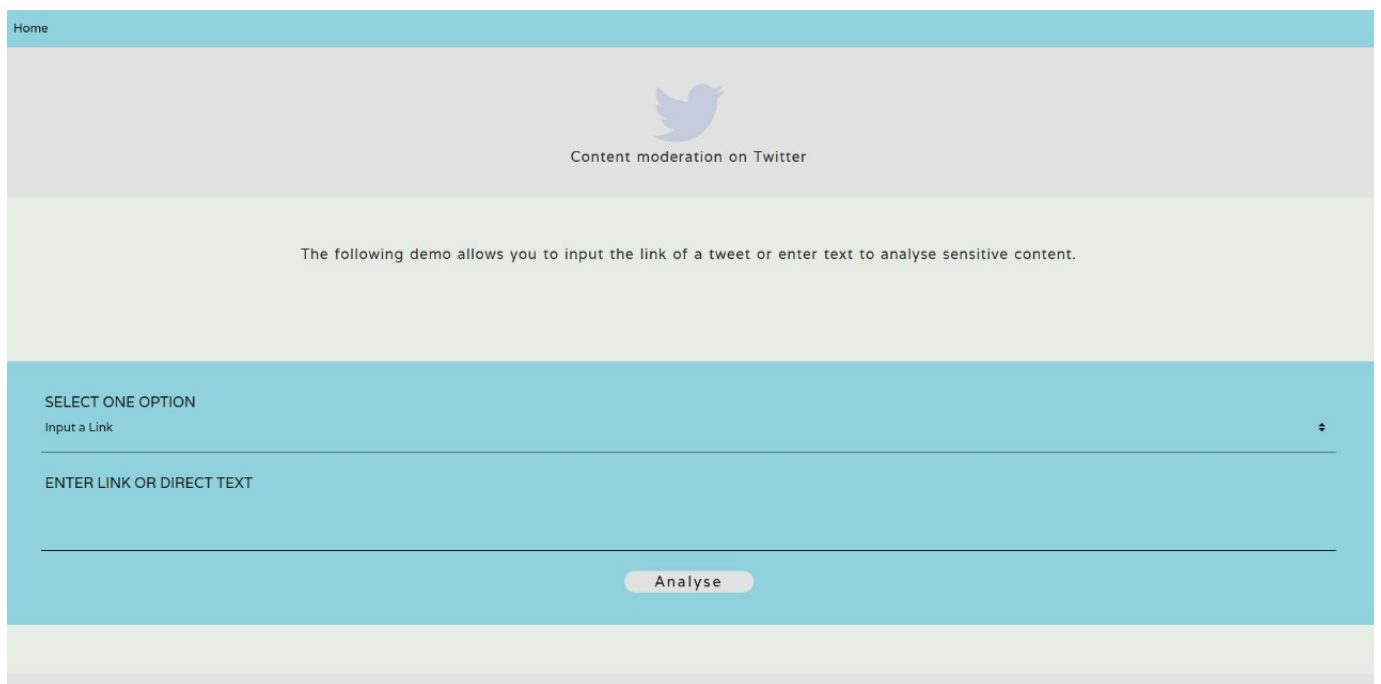 Home
Content moderation on Twitter
The following demo allows you to input the link of a tweet or enter text to analyse sensitive content.
SELECT ONE OPTION
Input a Link
ENTER LINK OR DIRECT TEXT
Analyse